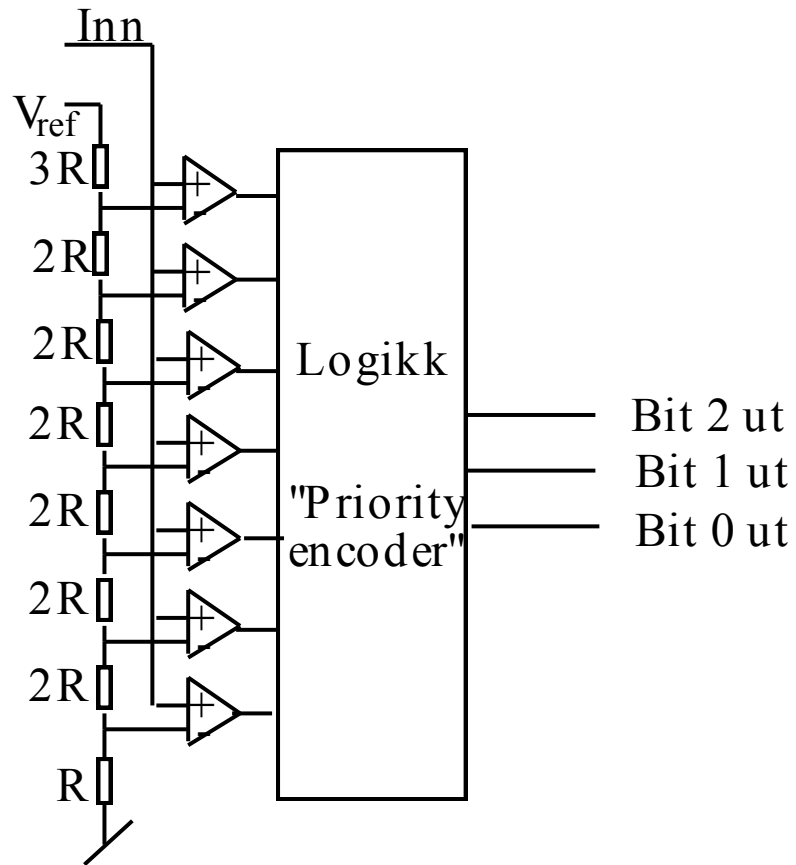 Inn
Vref
3R
2R
2R
2R
2R
2R
2R
R
+
-
+
-
+
-
+
-
+
-
+
-
+
-
Logikk
"Priority
encoder"
Bit 2 ut
Bit 1 ut
Bit 0 ut